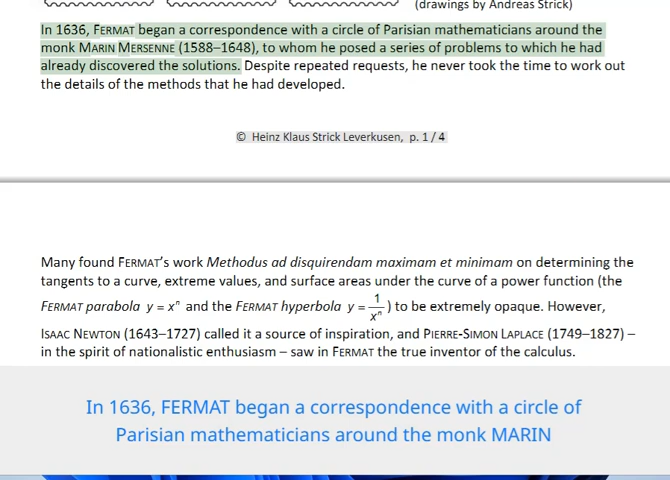 (drawings by Andreas Strick)
In 1636, FERMAT began a correspondence with a circle of Parisian mathematicians around the
monk MARIN MERSENNE (1588–1648), to whom he posed a series of problems to which he had
already discovered the solutions. Despite repeated requests, he never took the time to work out
the details of the methods that he had developed.
© Heinz Klaus Strick Leverkusen, p. 1 / 4
Many found FERMAT's work Methodus ad disquirendam maximam et minimam on determining the
tangents to a curve, extreme values, and surface areas under the curve of a power function (the
FERMAT parabola y = xⁿ and the FERMAT hyperbola y = 1/xⁿ) to be extremely opaque. However,
ISAAC NEWTON (1643–1727) called it a source of inspiration, and PIERRE-SIMON LAPLACE (1749–1827) –
in the spirit of nationalistic enthusiasm – saw in FERMAT the true inventor of the calculus.
In 1636, FERMAT began a correspondence with a circle of
Parisian mathematicians around the monk MARIN